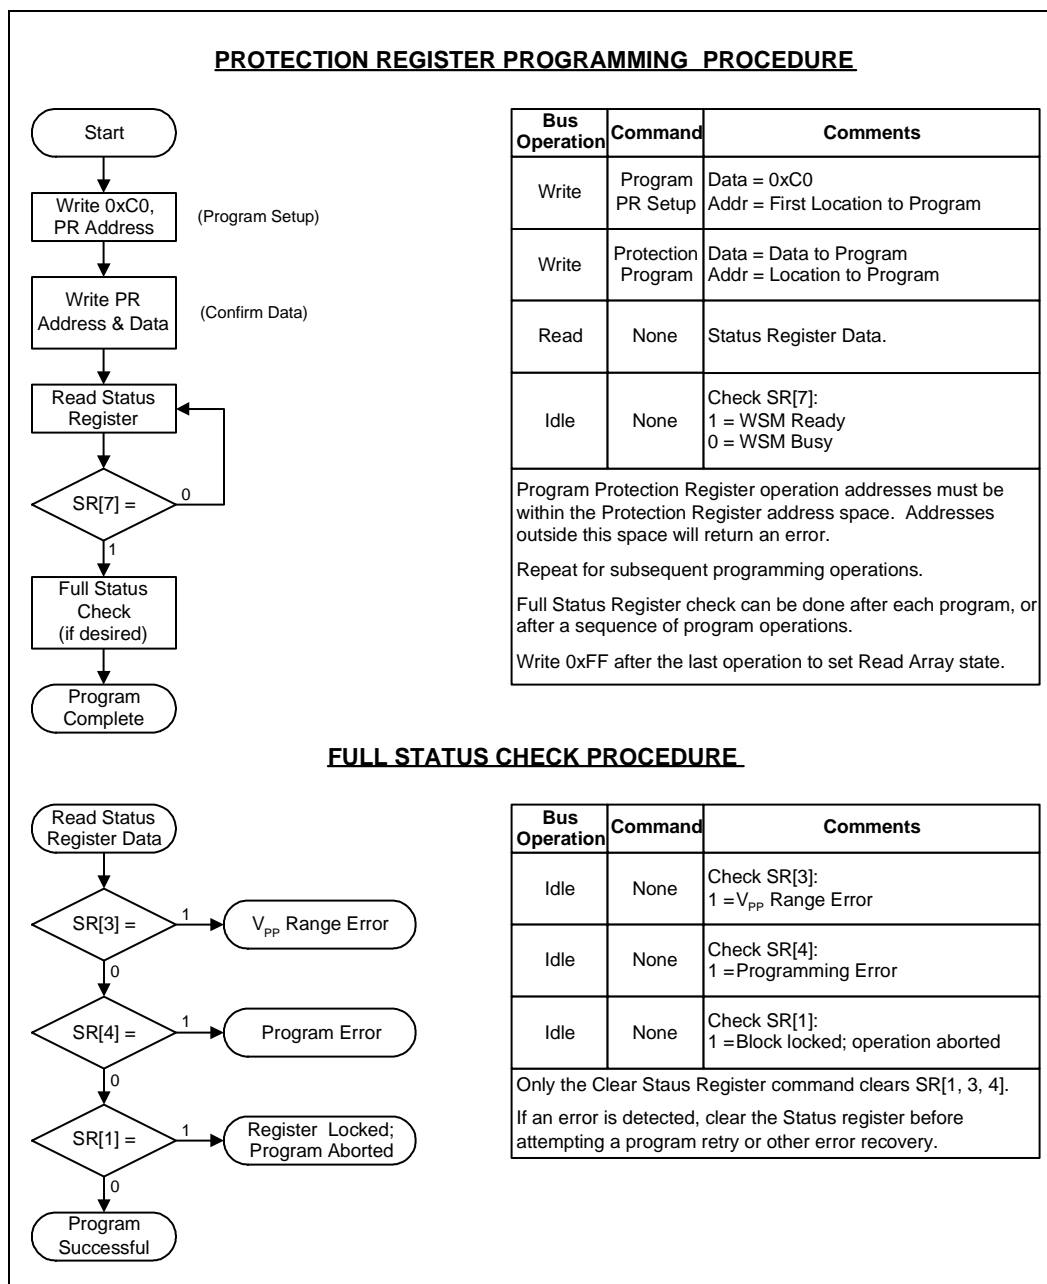 PROTECTION REGISTER PROGRAMMING PROCEDURE
Start
Write 0xC0,
PR Address
(Program Setup)
Write PR
Address & Data
(Confirm Data)
Read Status
Register
SR[7] =
0
1
Full Status
Check
(if desired)
Program
Complete
Bus
Operation
Command
Comments
Write
Program
PR Setup
Data = 0xC0
Addr = First Location to Program
Write
Protection
Program
Data = Data to Program
Addr = Location to Program
Read
None
Status Register Data.
Idle
None
Check SR[7]:
1 = WSM Ready
0 = WSM Busy
Program Protection Register operation addresses must be
within the Protection Register address space. Addresses
outside this space will return an error.
Repeat for subsequent programming operations.
Full Status Register check can be done after each program, or
after a sequence of program operations.
Write 0xFF after the last operation to set Read Array state.
FULL STATUS CHECK PROCEDURE
Read Status
Register Data
SR[3] =
1
VPP Range Error
0
SR[4] =
1
Program Error
0
SR[1] =
1
Register Locked;
Program Aborted
0
Program
Successful
Bus
Operation
Command
Comments
Idle
None
Check SR[3]:
1 =VPP Range Error
Idle
None
Check SR[4]:
1 =Programming Error
Idle
None
Check SR[1]:
1 =Block locked; operation aborted
Only the Clear Staus Register command clears SR[1, 3, 4].
If an error is detected, clear the Status register before
attempting a program retry or other error recovery.